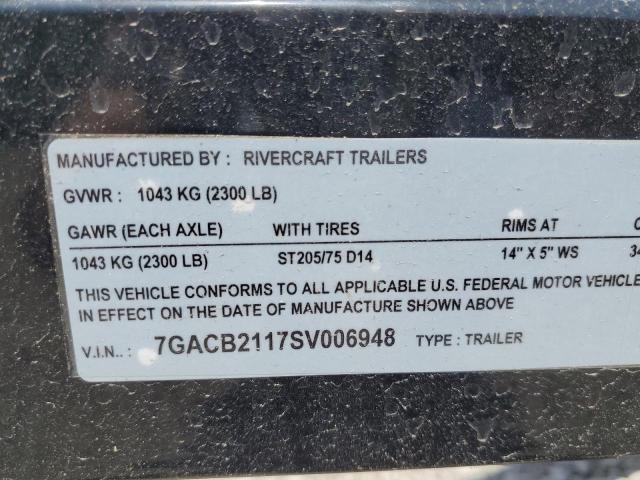 MANUFACTURED BY : RIVERCRAFT TRAILERS
GVWR : 1043 KG (2300 LB)
GAWR (EACH AXLE) WITH TIRES RIMS AT
1043 KG (2300 LB) ST205/75 D14 14" X 5" WS 34
THIS VEHICLE CONFORMS TO ALL APPLICABLE U.S. FEDERAL MOTOR VEHICLE
IN EFFECT ON THE DATE OF MANUFACTURE SHOWN ABOVE
V.I.N.. : 7GACB2117SV006948 TYPE : TRAILER